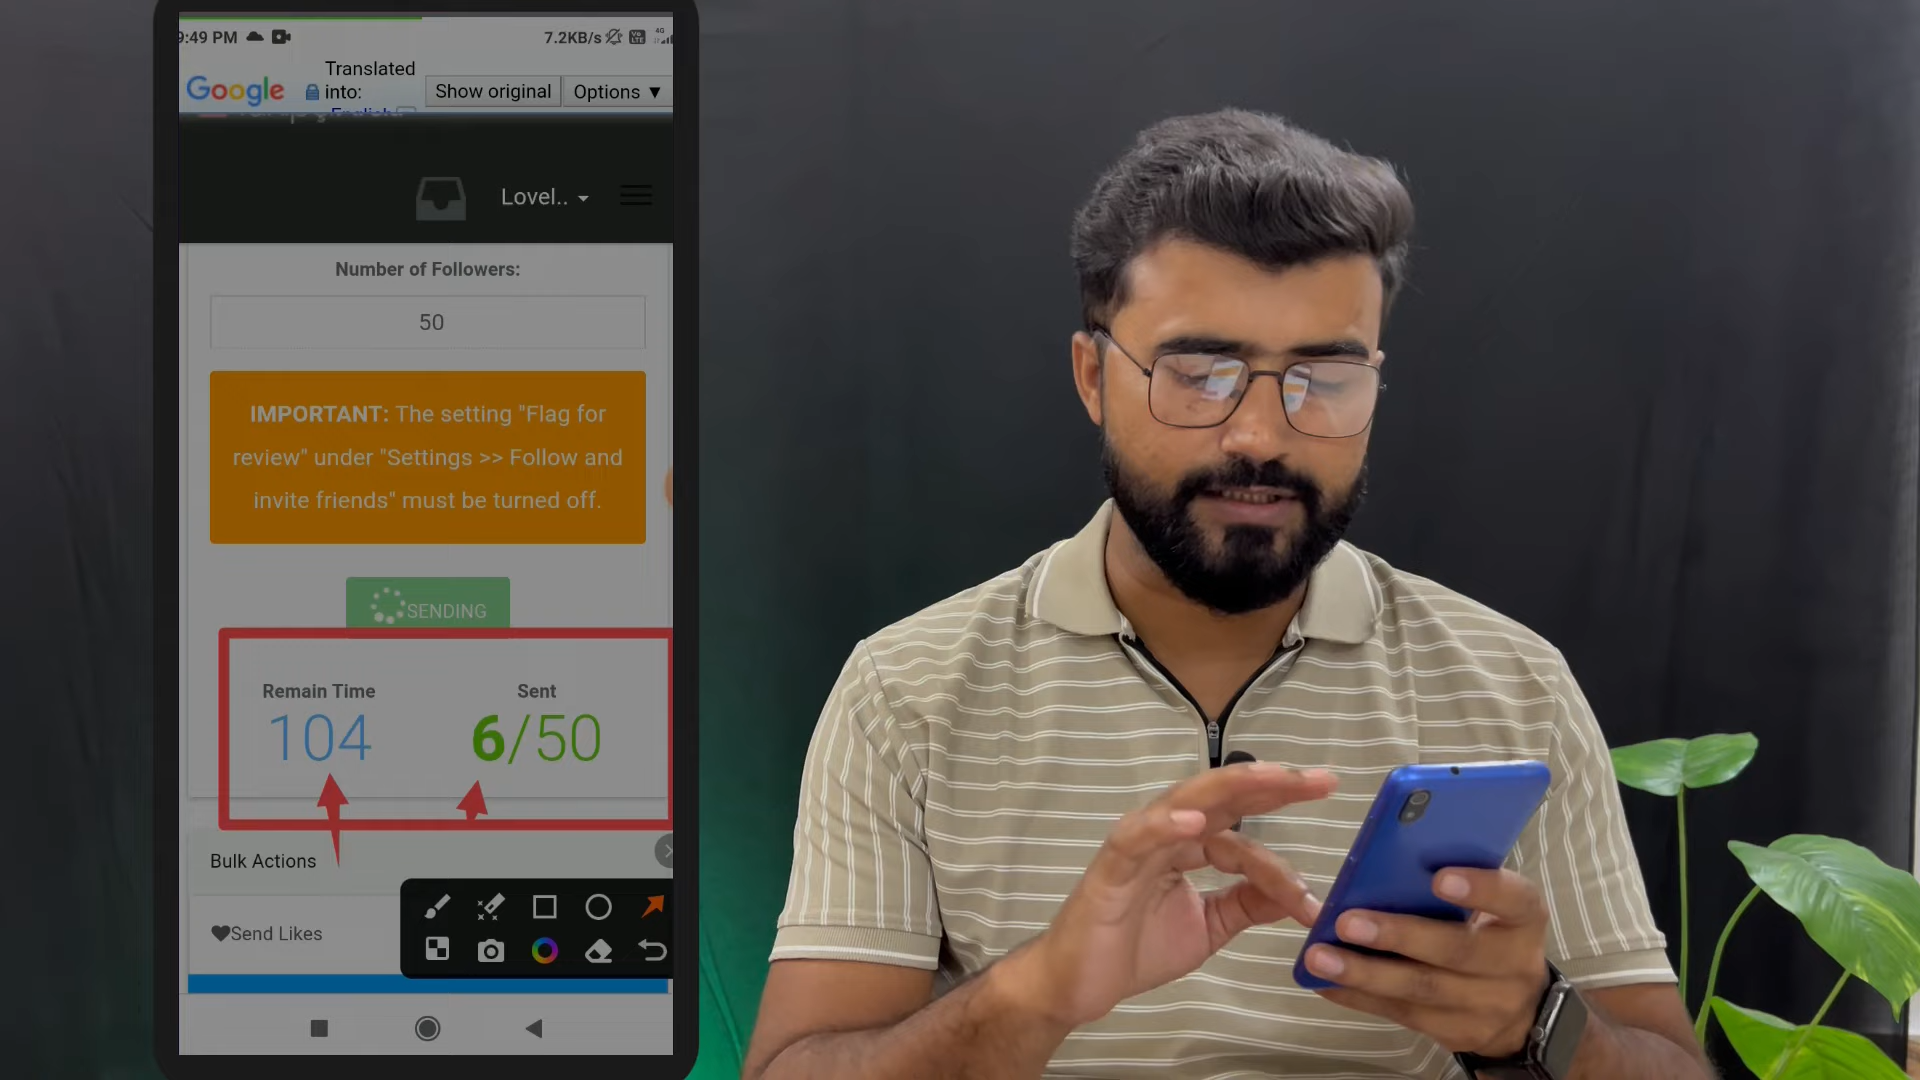 9:49 PM
7.2KB/s
4G
Google
Translated
into:
English
Show original
Options ▼
Lovel..
Number of Followers:
50
IMPORTANT: The setting "Flag for
review" under "Settings >> Follow and
invite friends" must be turned off.
SENDING
Remain Time
Sent
104
6/50
Bulk Actions
Send Likes